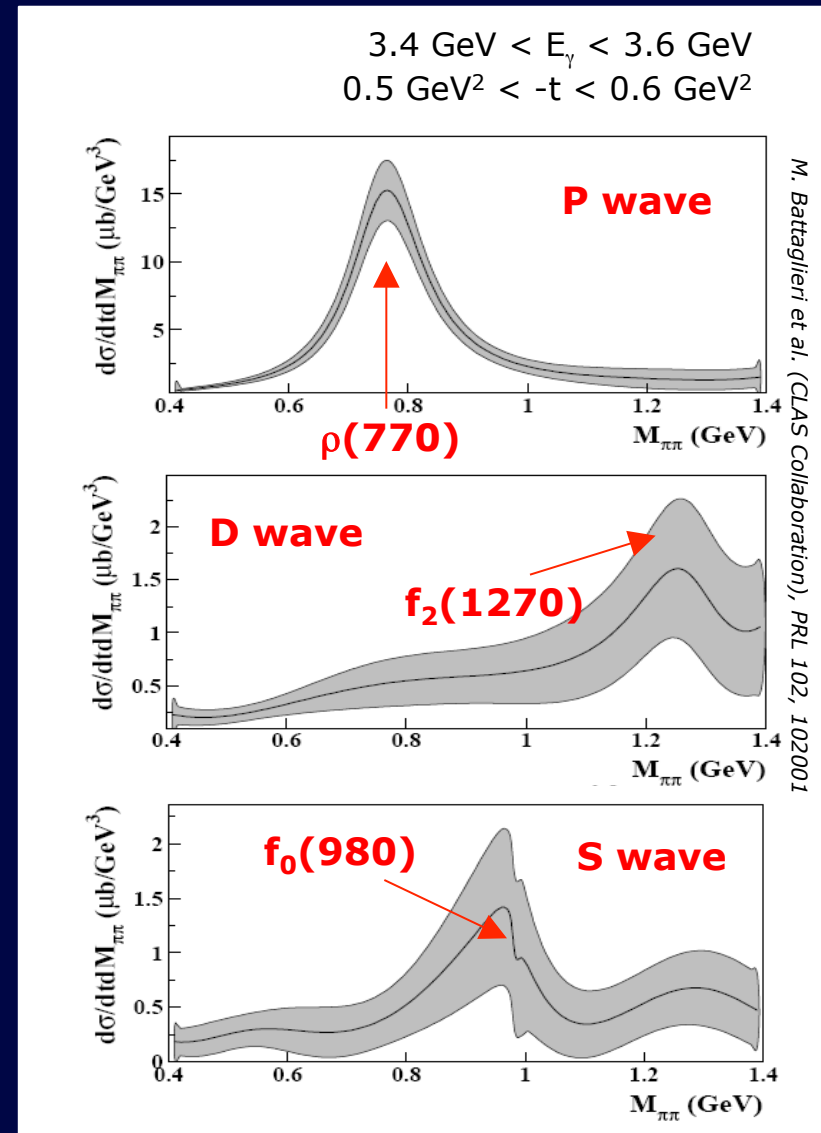 3.4 GeV < Eγ < 3.6 GeV
0.5 GeV² < -t < 0.6 GeV²
dσ/dtdMππ (μb/GeV³)
15
10
5
P wave
ρ(770)
0.4 0.6 0.8 1 1.2 1.4
Mππ (GeV)
dσ/dtdMππ (μb/GeV³)
2
1.5
1
0.5
D wave
f₂(1270)
0.4 0.6 0.8 1 1.2 1.4
Mππ (GeV)
dσ/dtdMππ (μb/GeV³)
2
1.5
1
0.5
0
f₀(980)
S wave
0.4 0.6 0.8 1 1.2 1.4
Mππ (GeV)
M. Battaglieri et al. (CLAS Collaboration), PRL 102, 102001